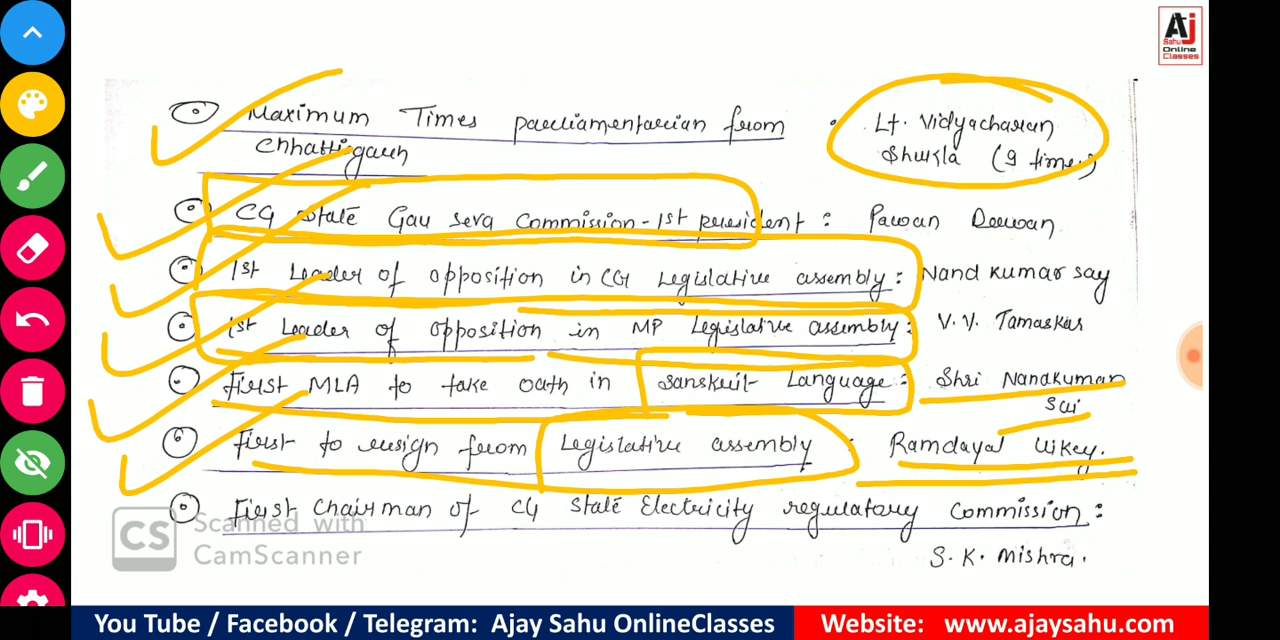 Aj
Sahu
Online
Classes
Maximum Times parliamentarian from : Lt. Vidyacharan
Chhattisgarh Shukla (9 times)
CG State Gau seva Commission - 1st president : Pawan Deewan
1st Leader of opposition in CG Legislative assembly : Nand Kumar Say
1st Leader of opposition in MP Legislative assembly : V. V. Tamaskar
First MLA to take oath in Sanskrit Language : Shri Nandkumar
Sai
First to resign from Legislative assembly : Ramdayal Uikey.
First Chairman of CG State Electricity regulatory Commission :
S. K. Mishra.
CS Scanned with
CamScanner
You Tube / Facebook / Telegram: Ajay Sahu OnlineClasses Website: www.ajaysahu.com